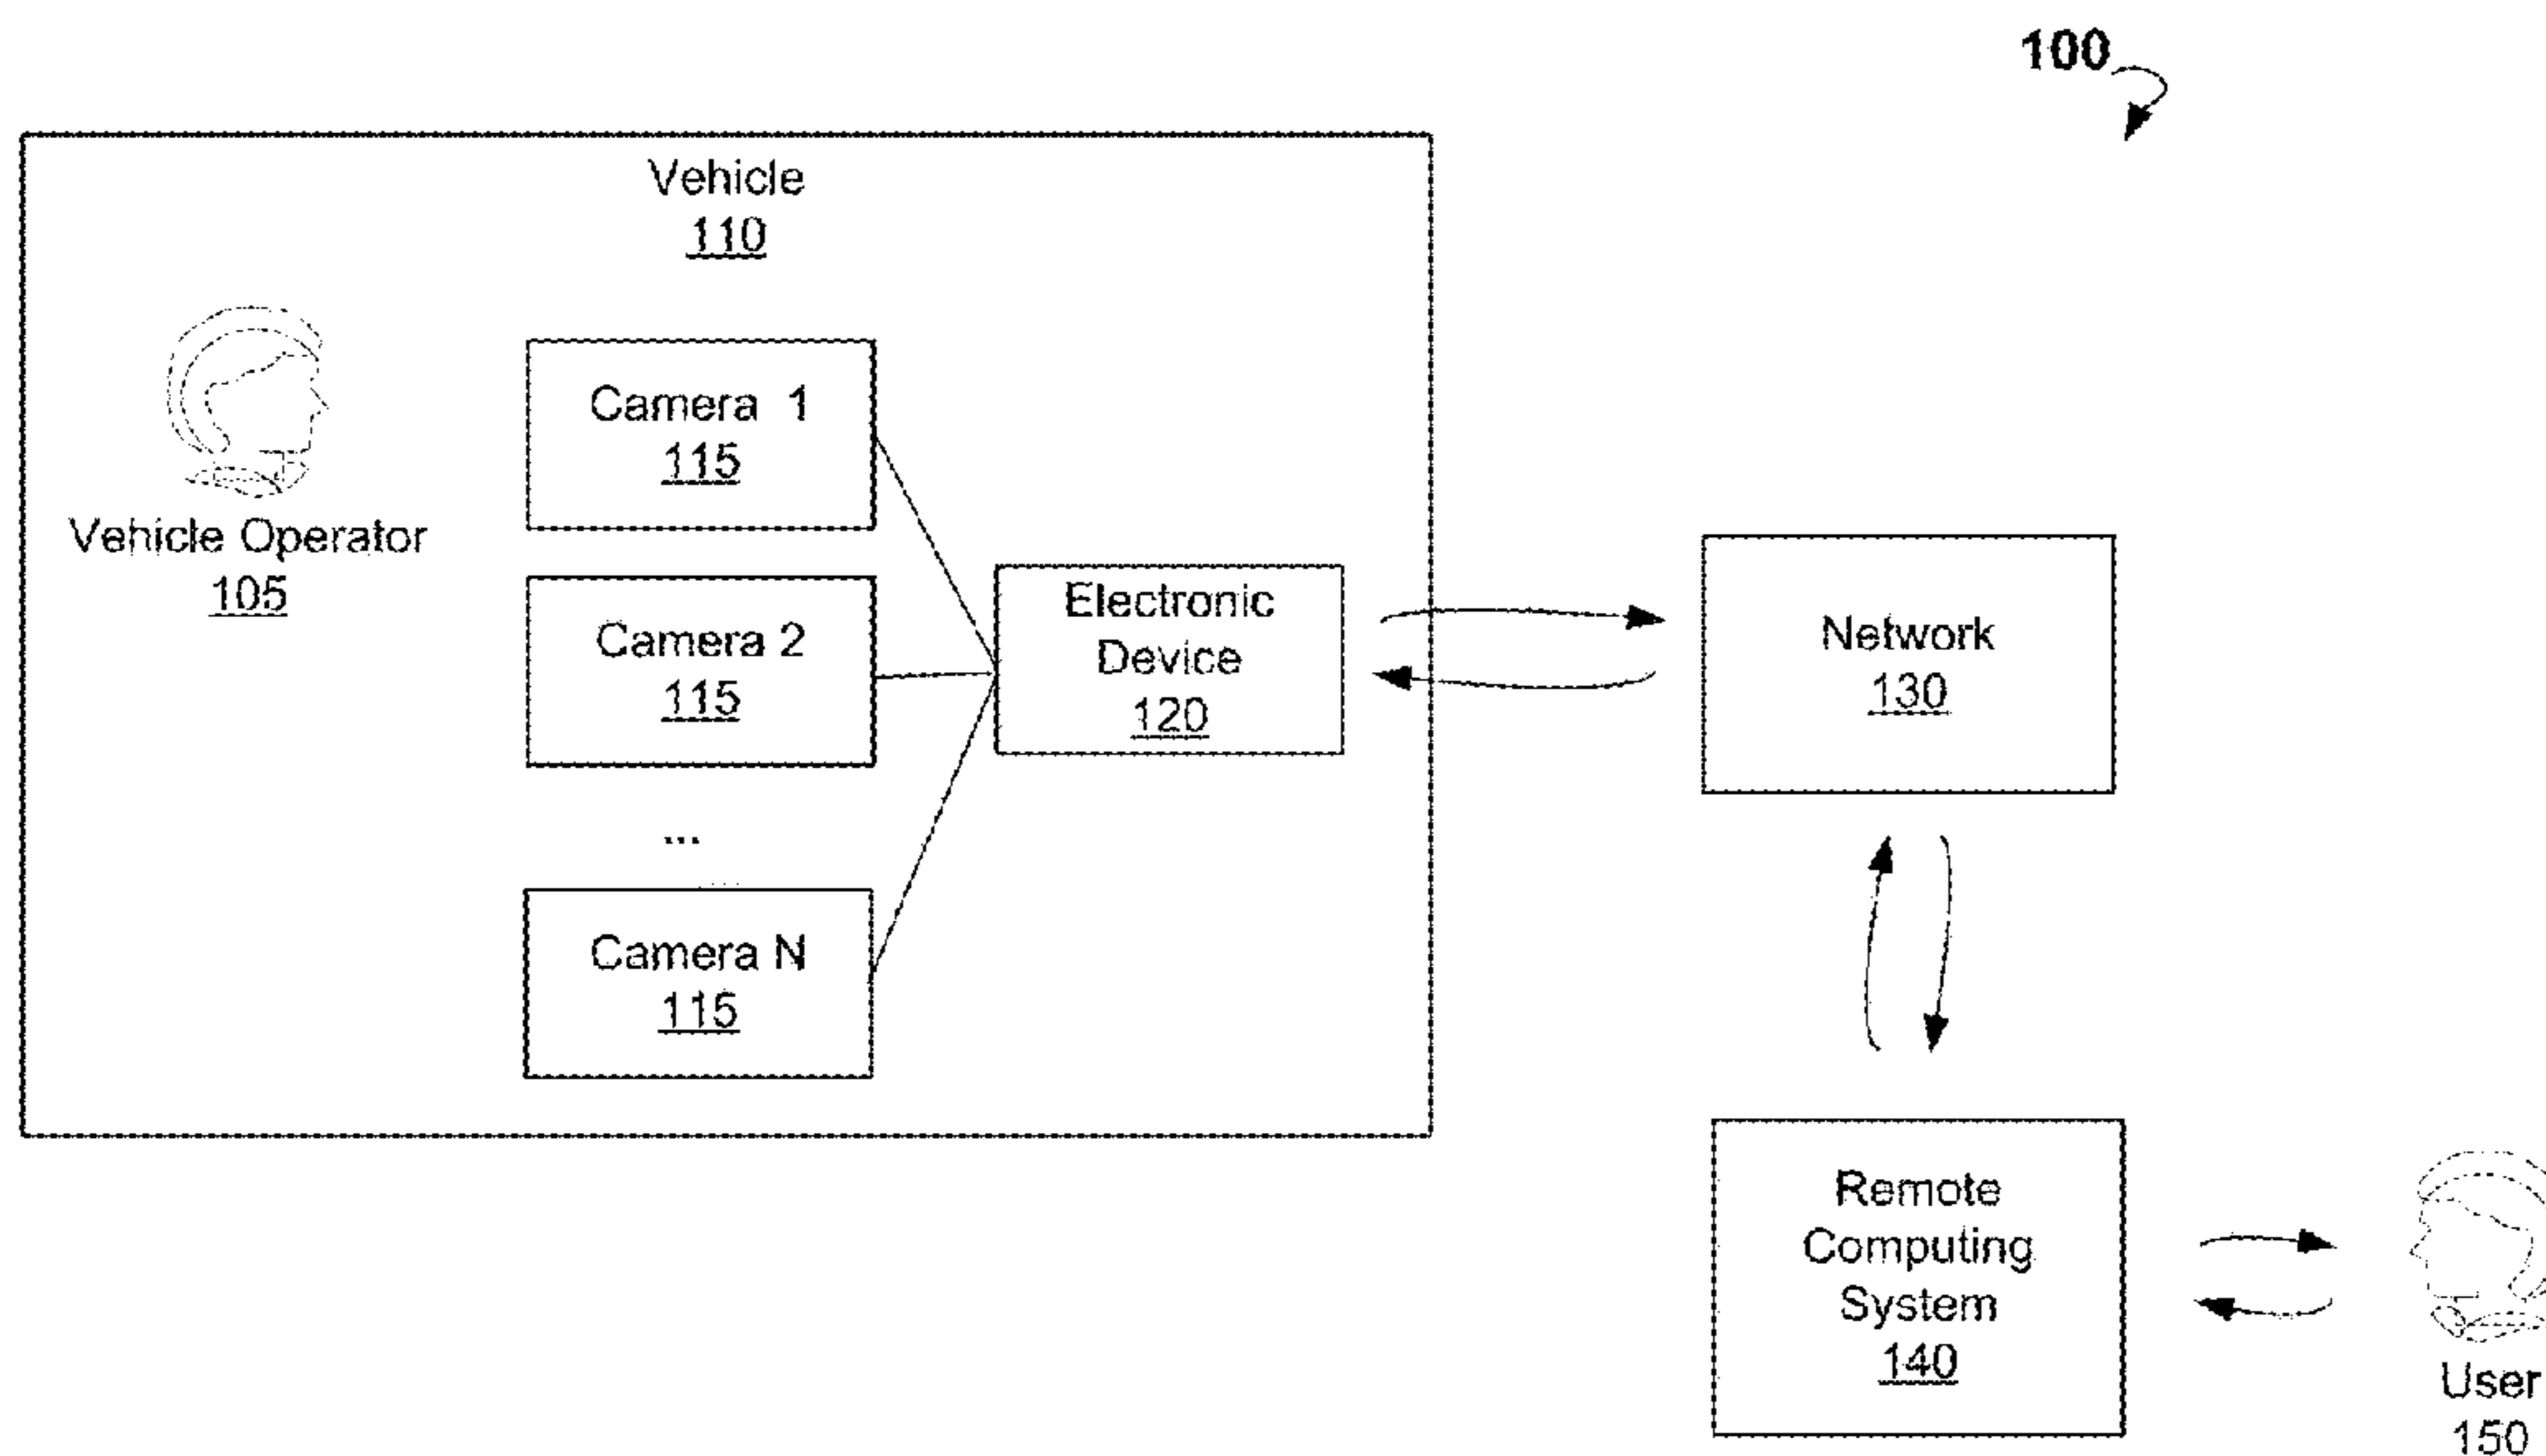 100
Vehicle
110
Camera 1
115
Vehicle Operator
105
Camera 2
115
...
Camera N
115
Electronic
Device
120
Network
130
Remote
Computing
System
140
User
150